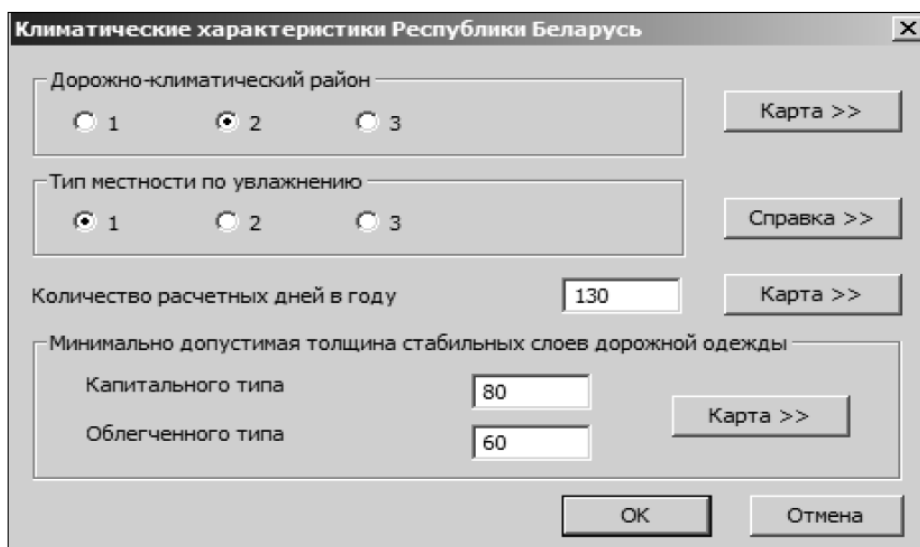 Климатические характеристики Республики Беларусь
Дорожно-климатический район
1 2 3
Карта >>
Тип местности по увлажнению
1 2 3
Справка >>
Количество расчетных дней в году 130 Карта >>
Минимально допустимая толщина стабильных слоев дорожной одежды
Капитального типа 80
Карта >>
Облегченного типа 60
OK Отмена